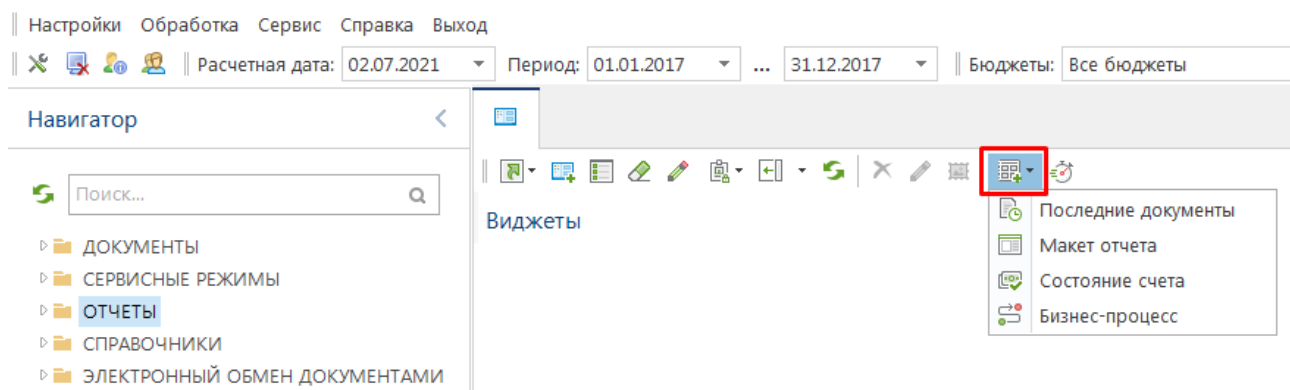 Настройки Обработка Сервис Справка Выход
Расчетная дата: 02.07.2021 Период: 01.01.2017 ... 31.12.2017 Бюджеты: Все бюджеты
Навигатор
Поиск...
ДОКУМЕНТЫ
СЕРВИСНЫЕ РЕЖИМЫ
ОТЧЕТЫ
СПРАВОЧНИКИ
ЭЛЕКТРОННЫЙ ОБМЕН ДОКУМЕНТАМИ
Виджеты
Последние документы
Макет отчета
Состояние счета
Бизнес-процесс